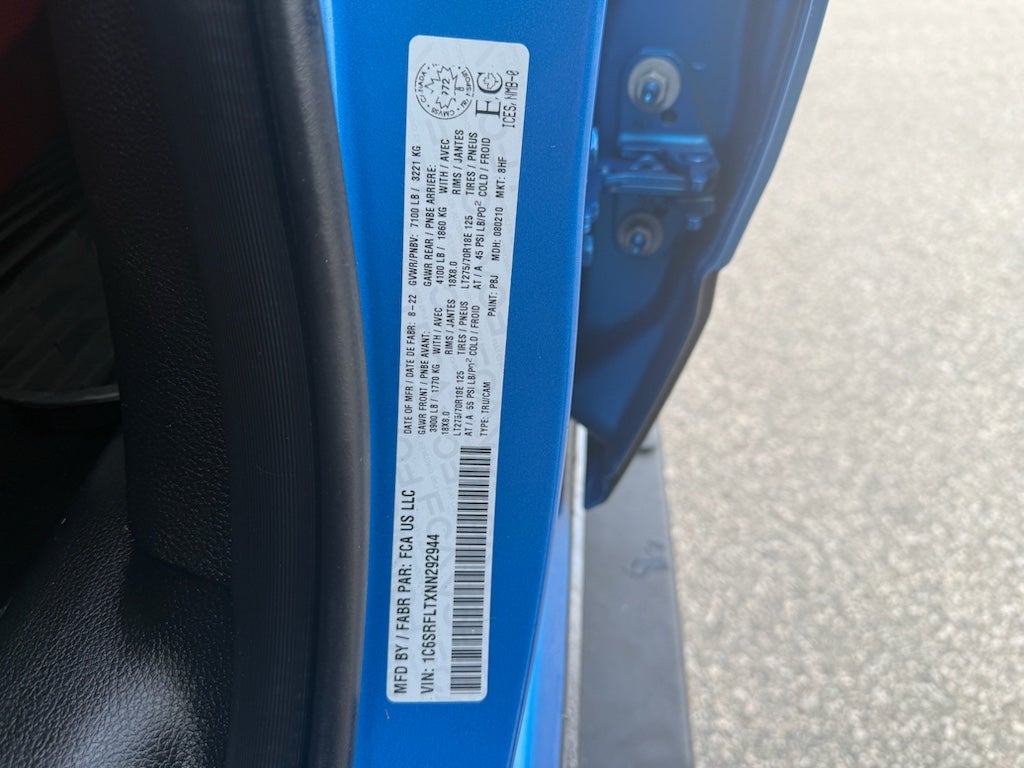 MFD BY / FABR PAR: FCA US LLC
DATE OF MFR / DATE DE FABR: 8-22 GVWR/PNBV: 7100 LB / 3221 KG
GAWR FRONT / PNBE AVANT: GAWR REAR / PNBE ARRIERE:
3900 LB / 1770 KG WITH / AVEC 4100 LB / 1860 KG WITH / AVEC
18X8.0 RIMS / JANTES 18X8.0 RIMS / JANTES
LT275/70R18E 125 TIRES / PNEUS LT275/70R18E 125 TIRES / PNEUS
AT / A 55 PSI LB/PO² COLD / FROID AT / A 45 PSI LB/PO² COLD / FROID
VIN: 1C6SRFLTXNN292944
TYPE: TRU/CAM PAINT: PBJ MDH: 080210 MKT: 8HF
772
CMVSS
EC
ICES/NMB-0